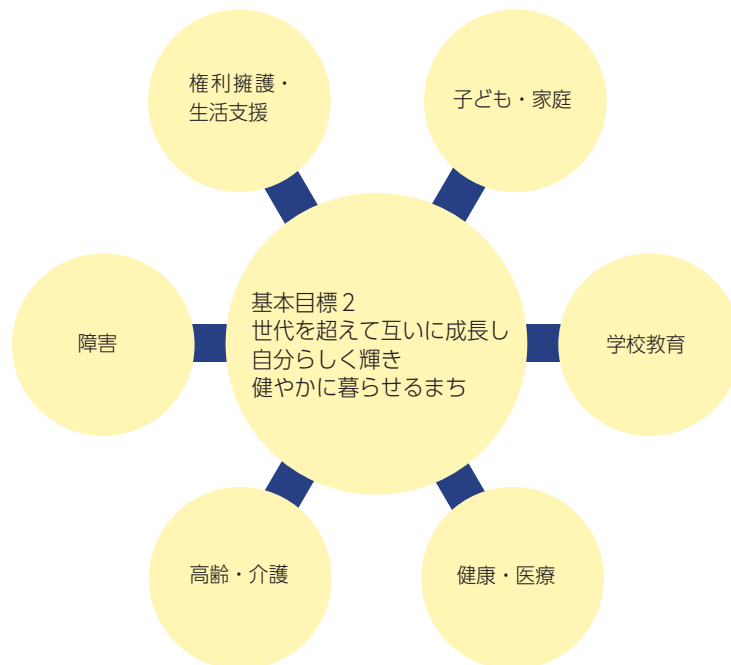 権利擁護・
生活支援
子ども・家庭
基本目標２
世代を超えて互いに成長し
自分らしく輝き
健やかに暮らせるまち
障害
学校教育
高齢・介護
健康・医療